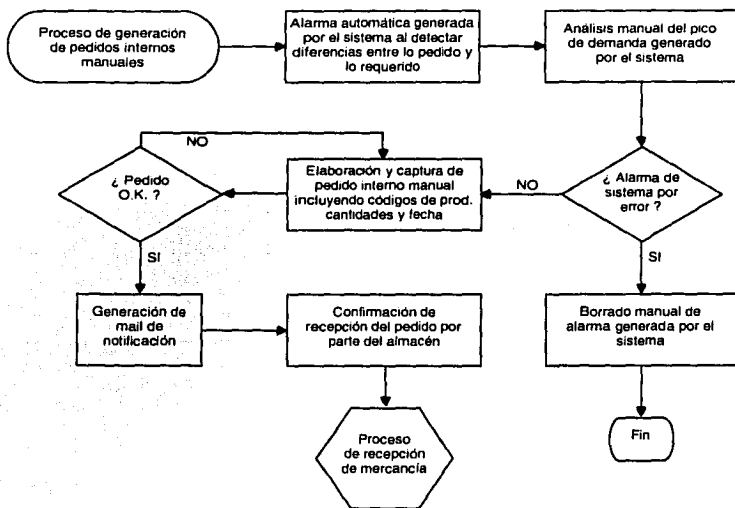 Proceso de generación
de pedidos internos
manuales
Alarma automática generada
por el sistema al detectar
diferencias entre lo pedido y
lo requerido
Análisis manual del pico
de demanda generado
por el sistema
NO
¿ Pedido
O.K. ?
Elaboración y captura de
pedido interno manual
incluyendo códigos de prod.
cantidades y fecha
NO
¿ Alarma de
sistema por
error ?
SI
SI
Generación de
mail de
notificación
Confirmación de
recepción del pedido por
parte del almacén
Borrado manual de
alarma generada por el
sistema
Proceso
de recepción
de mercancía
Fin